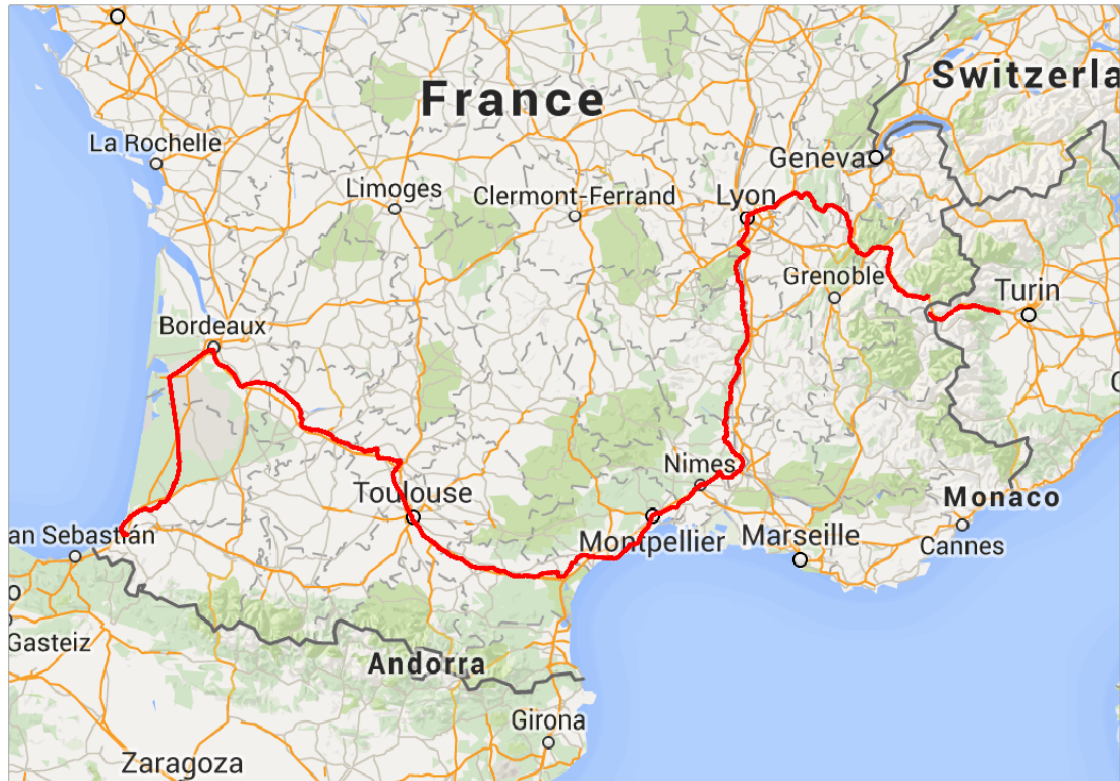 France
Switzerla
La Rochelle
Geneva
Limoges
Clermont-Ferrand
Lyon
Grenoble
Turin
Bordeaux
Nimes
Toulouse
Monaco
an Sebastián
Montpellier
Marseille
Cannes
Gasteiz
Andorra
Girona
Zaragoza